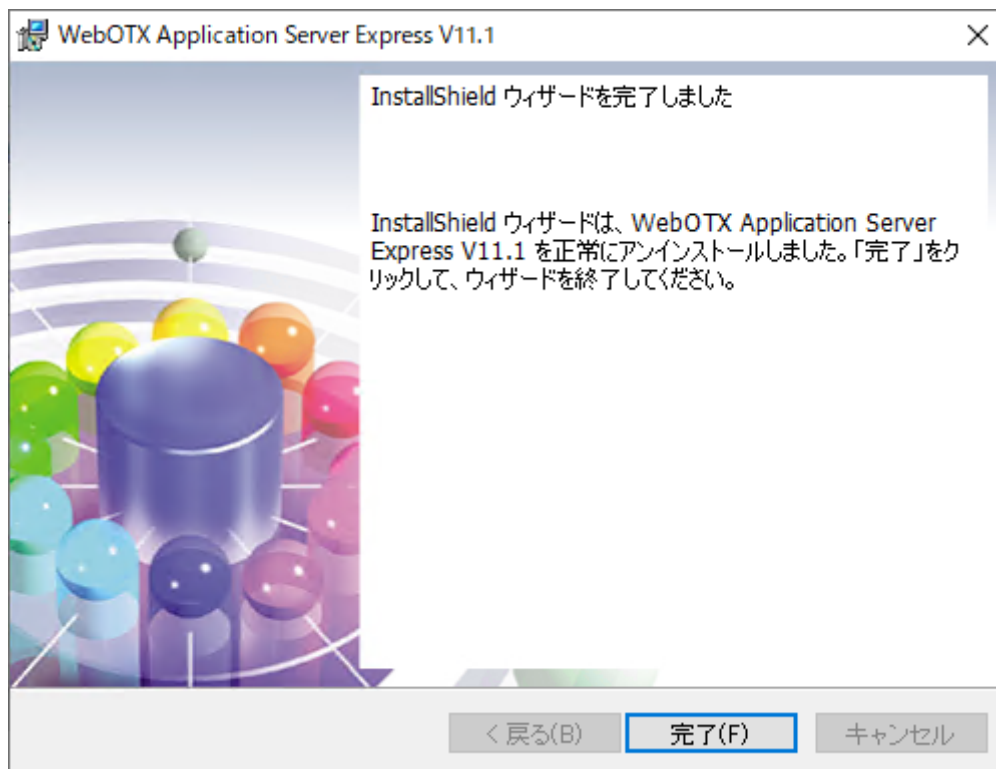 WebOTX Application Server Express V11.1
InstallShield ウィザードを完了しました
InstallShield ウィザードは、WebOTX Application Server
Express V11.1 を正常にアンインストールしました。「完了」をク
リックして、ウィザードを終了してください。
< 戻る(B)
完了(F)
キャンセル